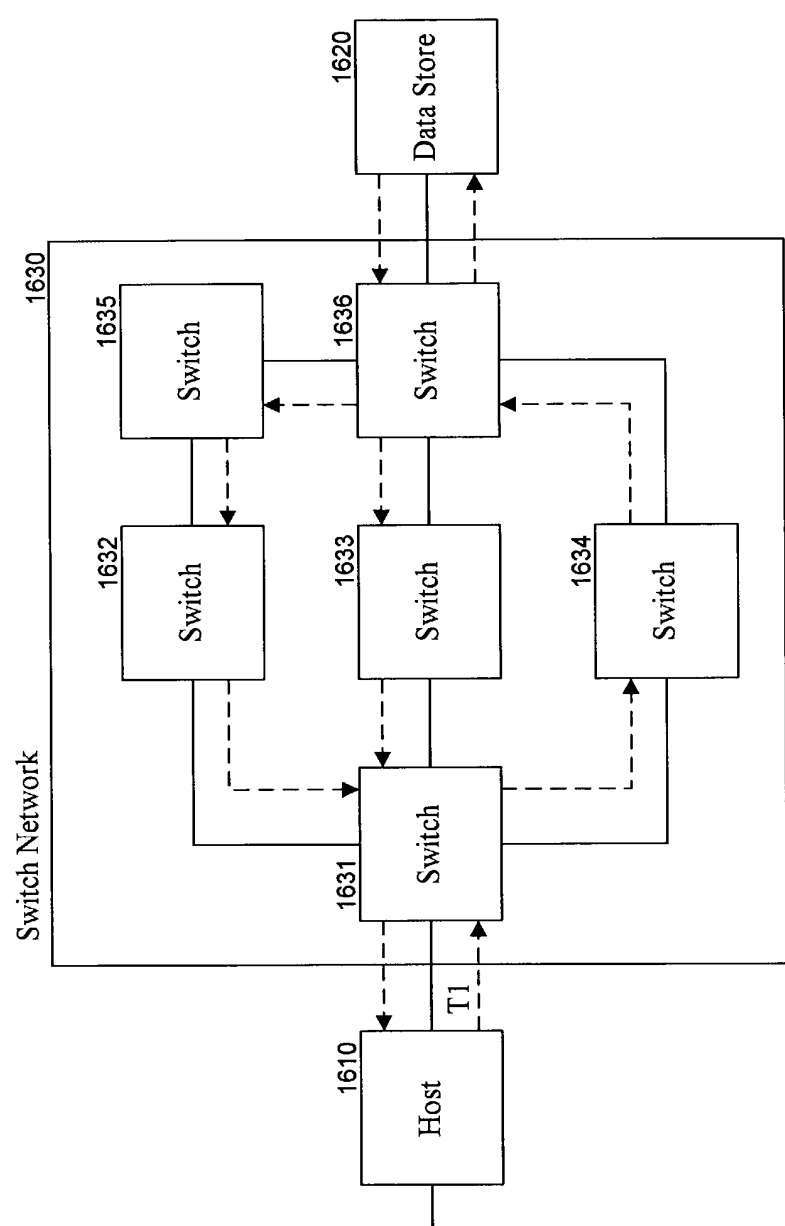 Switch Network
1630
1610
Host
T1
1631
Switch
1632
Switch
1633
Switch
1634
Switch
1635
Switch
1636
Switch
1620
Data Store